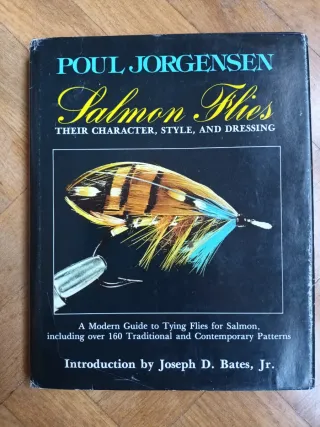 POUL JORGENSEN
Salmon Flies
THEIR CHARACTER, STYLE, AND DRESSING
A Modern Guide to Tying Flies for Salmon,
including over 160 Traditional and Contemporary Patterns
Introduction by Joseph D. Bates, Jr.